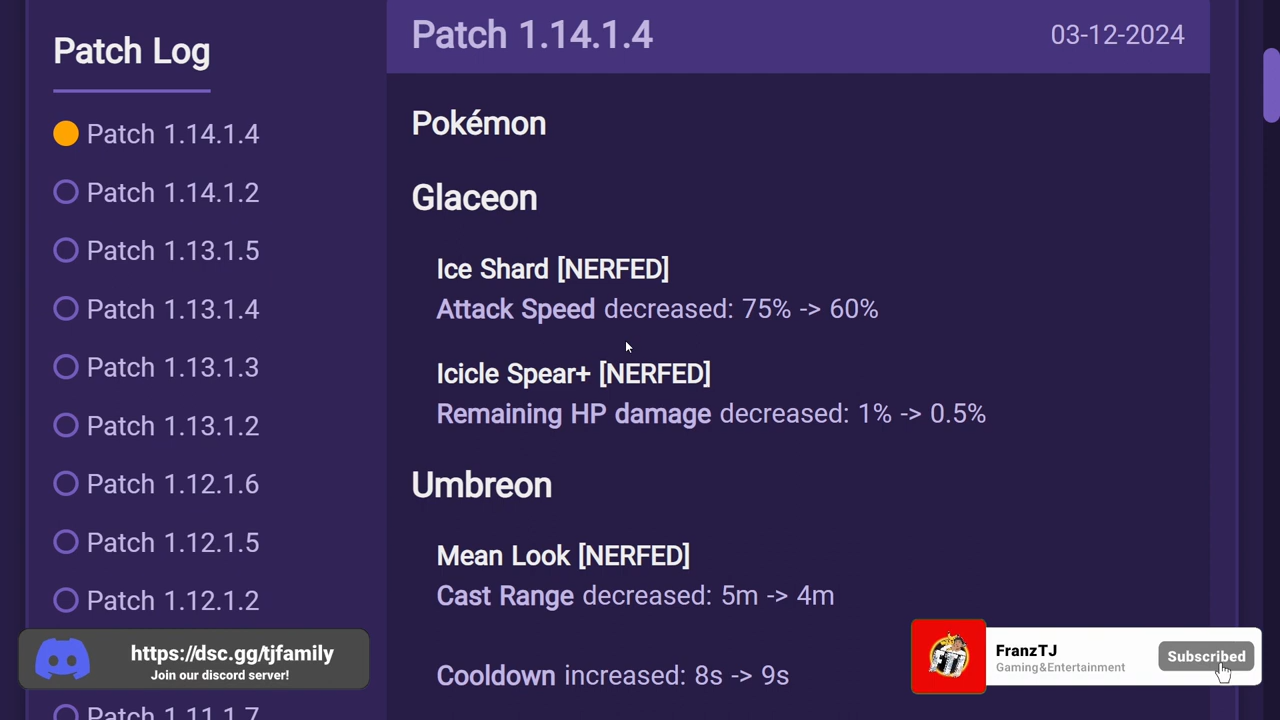 Patch Log
Patch 1.14.1.4
Patch 1.14.1.2
Patch 1.13.1.5
Patch 1.13.1.4
Patch 1.13.1.3
Patch 1.13.1.2
Patch 1.12.1.6
Patch 1.12.1.5
Patch 1.12.1.2
Patch 1.11.1.7
Patch 1.14.1.4 03-12-2024
Pokémon
Glaceon
Ice Shard [NERFED]
Attack Speed decreased: 75% -> 60%
Icicle Spear+ [NERFED]
Remaining HP damage decreased: 1% -> 0.5%
Umbreon
Mean Look [NERFED]
Cast Range decreased: 5m -> 4m
Cooldown increased: 8s -> 9s
https://dsc.gg/tjfamily
Join our discord server!
FranzTJ
Gaming&Entertainment
Subscribed